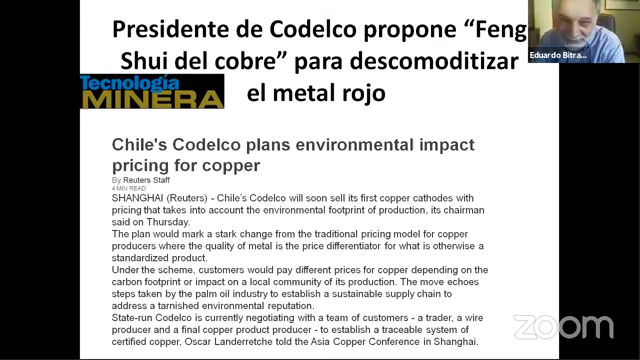 Presidente de Codelco propone “Feng
Shui del cobre” para descomoditizar
el metal rojo
Eduardo Bitra...
Tecnología
MINERA
Chile's Codelco plans environmental impact
pricing for copper
By Reuters Staff
4 MIN READ
SHANGHAI (Reuters) - Chile's Codelco will soon sell its first copper cathodes with
pricing that takes into account the environmental footprint of production, its chairman
said on Thursday.
The plan would mark a stark change from the traditional pricing model for copper
producers where the quality of metal is the price differentiator for what is otherwise a
standardized product.
Under the scheme, customers would pay different prices for copper depending on the
carbon footprint or impact on a local community of its production. The move echoes
steps taken by the palm oil industry to establish a sustainable supply chain to
address a tarnished environmental reputation.
State-run Codelco is currently negotiating with a team of customers - a trader, a wire
producer and a final copper product producer - to establish a traceable system of
certified copper, Oscar Landerretche told the Asia Copper Conference in Shanghai.
zoom